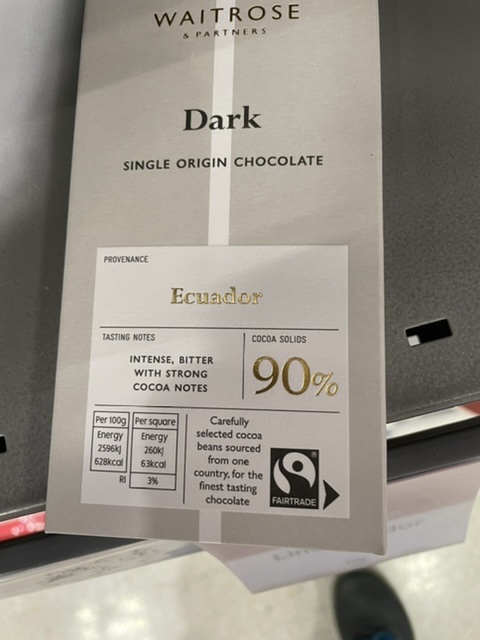 WAITROSE
& PARTNERS
Dark
SINGLE ORIGIN CHOCOLATE
PROVENANCE
Ecuador
TASTING NOTES
INTENSE, BITTER
WITH STRONG
COCOA NOTES
COCOA SOLIDS
90%
Per 100g
Energy
2596kJ
628kcal
Per square
Energy
260kJ
63kcal
RI
3%
Carefully
selected cocoa
beans sourced
from one
country, for the
finest tasting
chocolate
FAIRTRADE